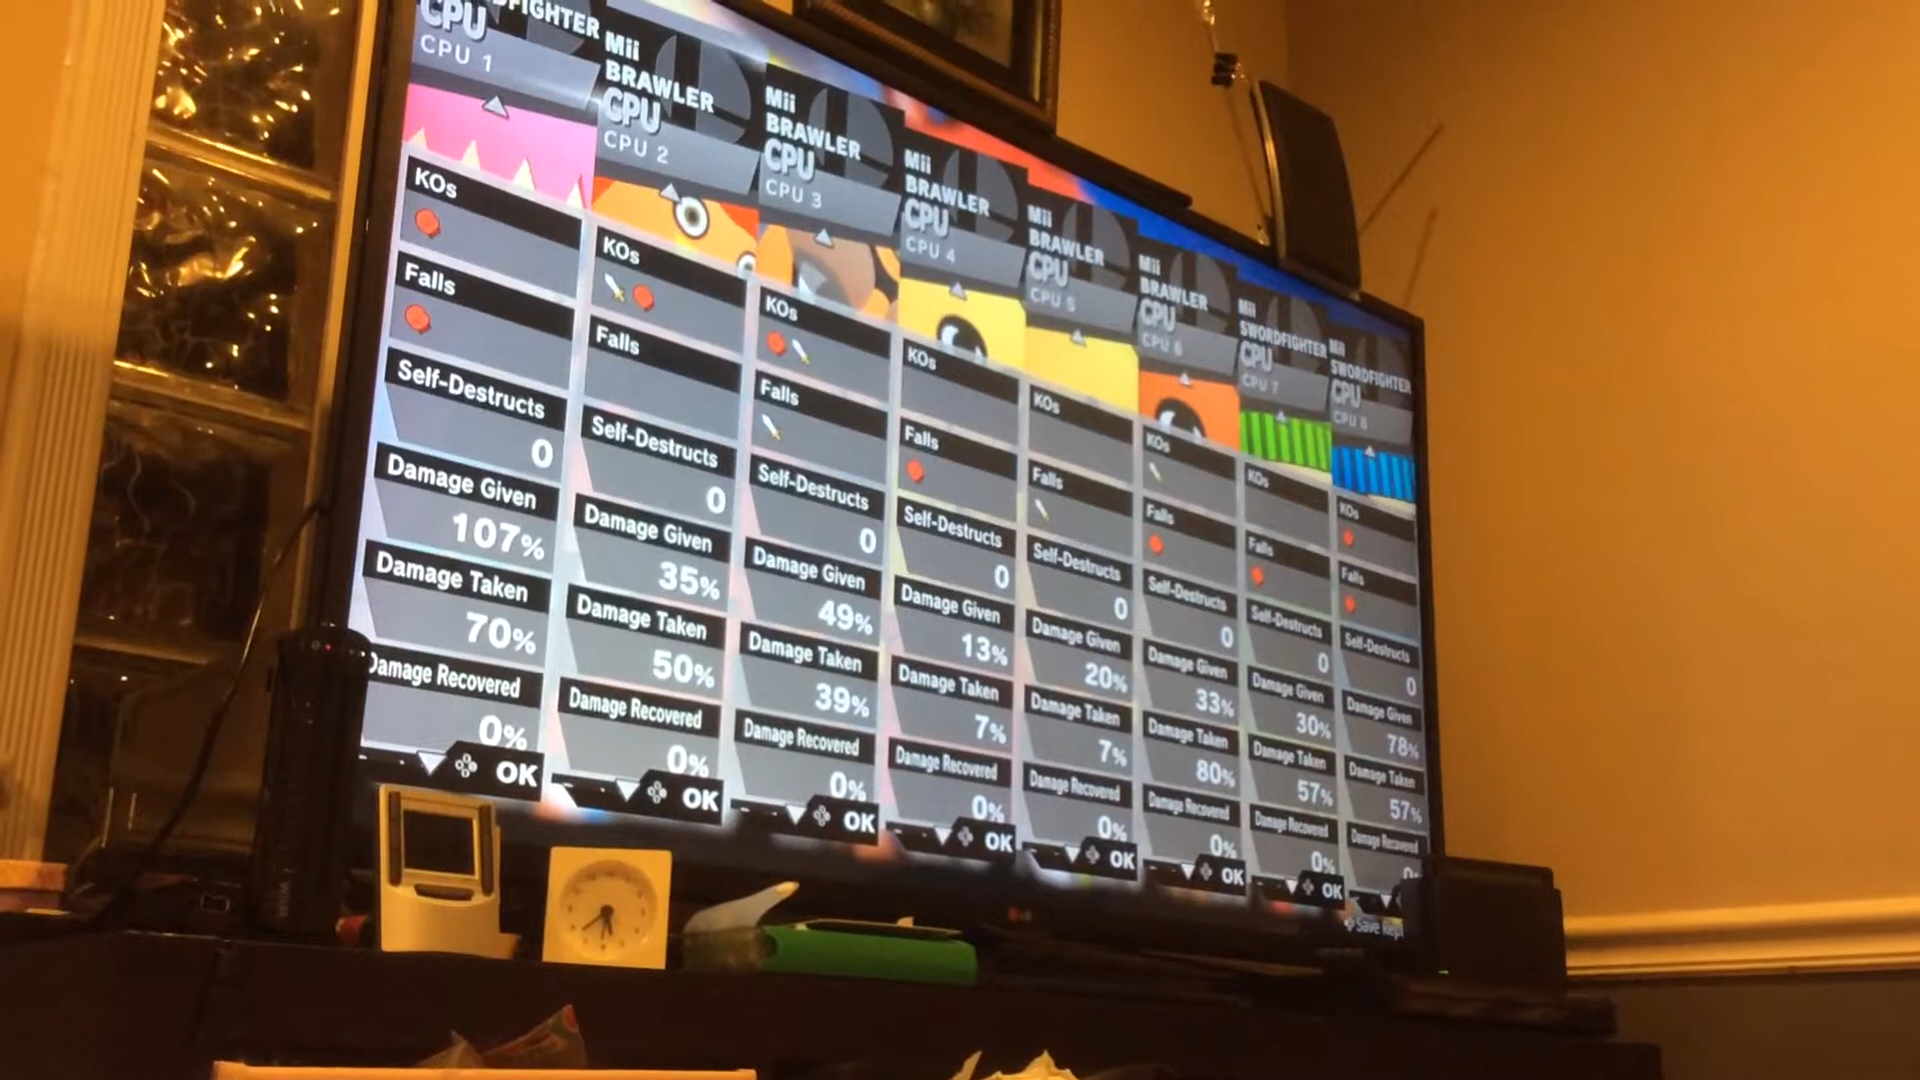 DFIGHTER
CPU
CPU 1
KOs
Falls
Self-Destructs
0
Damage Given
107%
Damage Taken
70%
Damage Recovered
0%
OK
Mii
BRAWLER
CPU
CPU 2
KOs
Falls
Self-Destructs
0
Damage Given
35%
Damage Taken
50%
Damage Recovered
0%
OK
Mii
BRAWLER
CPU
CPU 3
KOs
Falls
Self-Destructs
0
Damage Given
49%
Damage Taken
39%
Damage Recovered
0%
OK
Mii
BRAWLER
CPU
CPU 4
KOs
Falls
Self-Destructs
0
Damage Given
13%
Damage Taken
7%
Damage Recovered
0%
OK
Mii
BRAWLER
CPU
CPU 5
KOs
Falls
Self-Destructs
0
Damage Given
20%
Damage Taken
7%
Damage Recovered
0%
OK
Mii
BRAWLER
CPU
CPU 6
KOs
Falls
Self-Destructs
0
Damage Given
33%
Damage Taken
80%
Damage Recovered
0%
OK
Mii
SWORDFIGHTER
CPU
CPU 7
KOs
Falls
Self-Destructs
0
Damage Given
30%
Damage Taken
57%
Damage Recovered
0%
OK
Mii
SWORDFIGHTER
CPU
CPU 8
KOs
Falls
Self-Destructs
0
Damage Given
78%
Damage Taken
57%
Damage Recovered
Save Repl